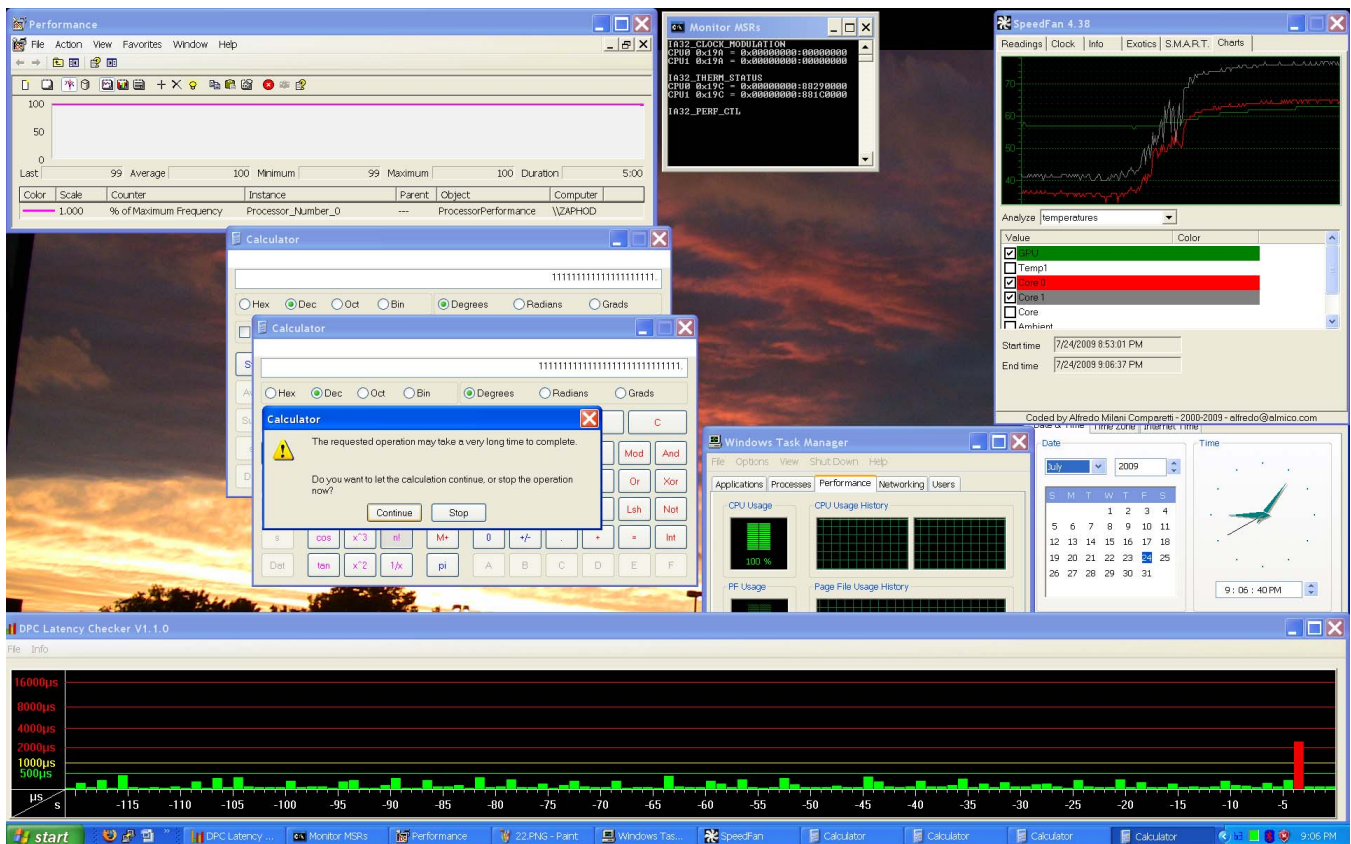 Performance
File Action View Favorites Window Help
100
50
0
Last 99 Average 100 Minimum 99 Maximum 100 Duration 5:00
Color Scale Counter Instance Parent Object Computer
1.000 % of Maximum Frequency Processor_Number_0 --- ProcessorPerformance \\ZAPHOD
Monitor MSRs
IA32_CLOCK_MODULATION
CPU0 0x19A = 0x00000000:00000000
CPU1 0x19A = 0x00000000:00000000
IA32_THERM_STATUS
CPU0 0x19C = 0x00000000:88290000
CPU1 0x19C = 0x00000000:881C0000
IA32_PERF_CTL
SpeedFan 4.38
Readings Clock Info Exotics S.M.A.R.T. Charts
70
60
50
40
Analyze temperatures
Value Color
GPU
Temp1
Core 0
Core 1
Core
Ambient
Start time 7/24/2009 8:53:01 PM
End time 7/24/2009 9:06:37 PM
Coded by Alfredo Milani Comparetti - 2000-2009 - alfredo@almico.com
Calculator
Hex Dec Oct Bin Degrees Radians Grads
Calculator
Hex Dec Oct Bin Degrees Radians Grads
C
Calculator
The requested operation may take a very long time to complete.
Do you want to let the calculation continue, or stop the operation
now?
Continue Stop
Mod And
Or Xor
Lsh Not
s cos x^3 n! M+ 0 +/- . + = Int
Dat tan x^2 1/x pi A B C D E F
Windows Task Manager
File Options View Shut Down Help
Applications Processes Performance Networking Users
CPU Usage CPU Usage History
100 %
PF Usage Page File Usage History
Date & Time Time Zone Internet Time
Date Time
July 2009
S M T W T F S
1 2 3 4
5 6 7 8 9 10 11
12 13 14 15 16 17 18
19 20 21 22 23 24 25
26 27 28 29 30 31
9 : 06 : 40 PM
DPC Latency Checker V1.1.0
File Info
16000µs
8000µs
4000µs
2000µs
1000µs
500µs
µs s -115 -110 -105 -100 -95 -90 -85 -80 -75 -70 -65 -60 -55 -50 -45 -40 -35 -30 -25 -20 -15 -10 -5
start DPC Latency ... Monitor MSRs Performance 22.PNG - Paint Windows Tas... SpeedFan Calculator Calculator Calculator Calculator 9:06 PM